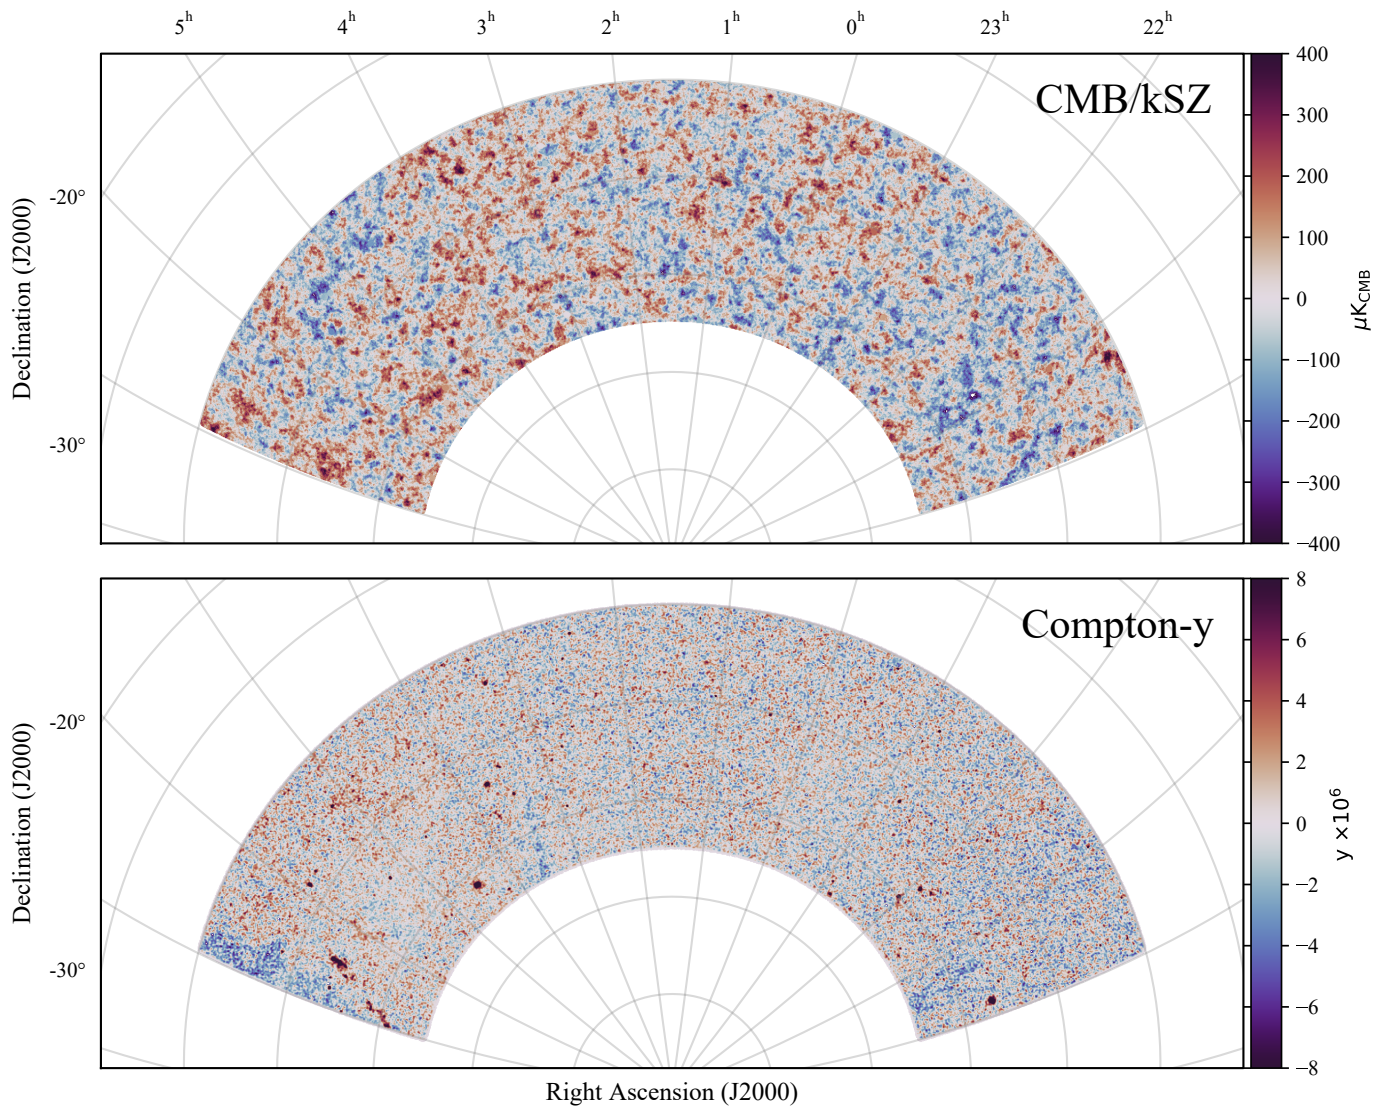 5ʰ 4ʰ 3ʰ 2ʰ 1ʰ 0ʰ 23ʰ 22ʰ
CMB/kSZ
-20°
-30°
Declination (J2000)
400
300
200
100
0
−100
−200
−300
−400
μK_CMB
Compton-y
-20°
-30°
Declination (J2000)
8
6
4
2
0
−2
−4
−6
−8
y ×10⁶
Right Ascension (J2000)